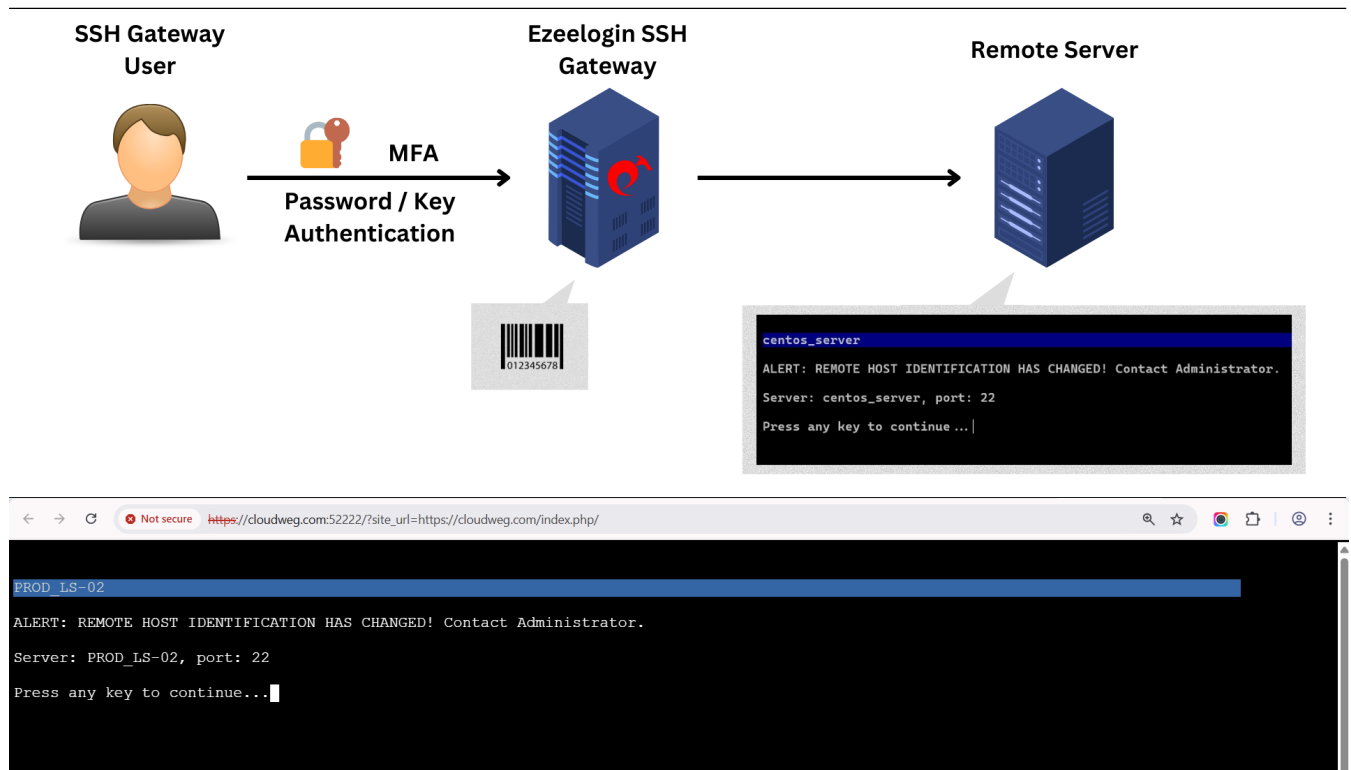 SSH Gateway
User
Ezeelogin SSH
Gateway
Remote Server
MFA
Password / Key
Authentication
012345678
centos_server
ALERT: REMOTE HOST IDENTIFICATION HAS CHANGED! Contact Administrator.
Server: centos_server, port: 22
Press any key to continue...
Not secure https://cloudweg.com:52222/?site_url=https://cloudweg.com/index.php/
PROD_LS-02
ALERT: REMOTE HOST IDENTIFICATION HAS CHANGED! Contact Administrator.
Server: PROD_LS-02, port: 22
Press any key to continue...